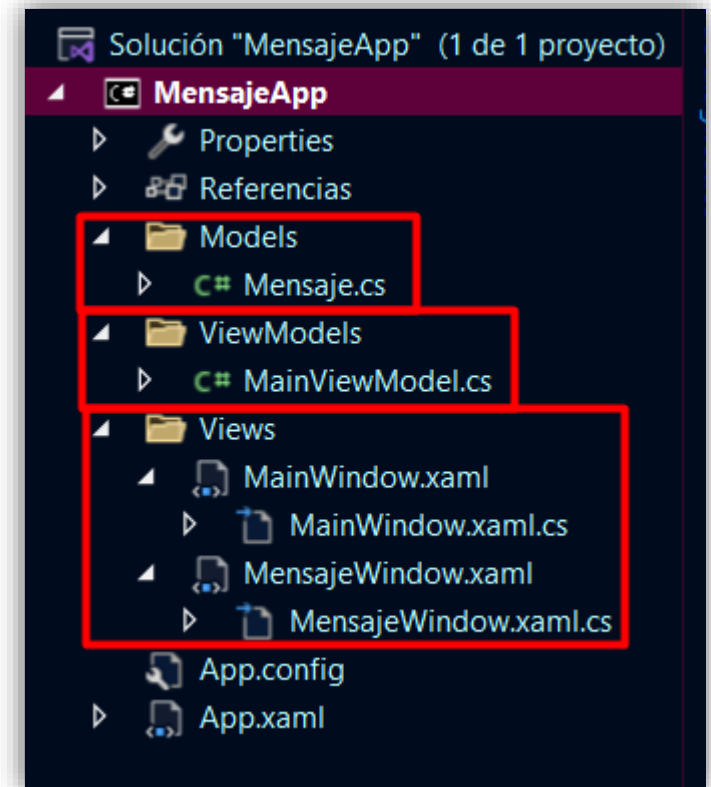 Solución "MensajeApp" (1 de 1 proyecto)
C# MensajeApp
Properties
Referencias
Models
C# Mensaje.cs
ViewModels
C# MainViewModel.cs
Views
MainWindow.xaml
MainWindow.xaml.cs
MensajeWindow.xaml
MensajeWindow.xaml.cs
App.config
App.xaml